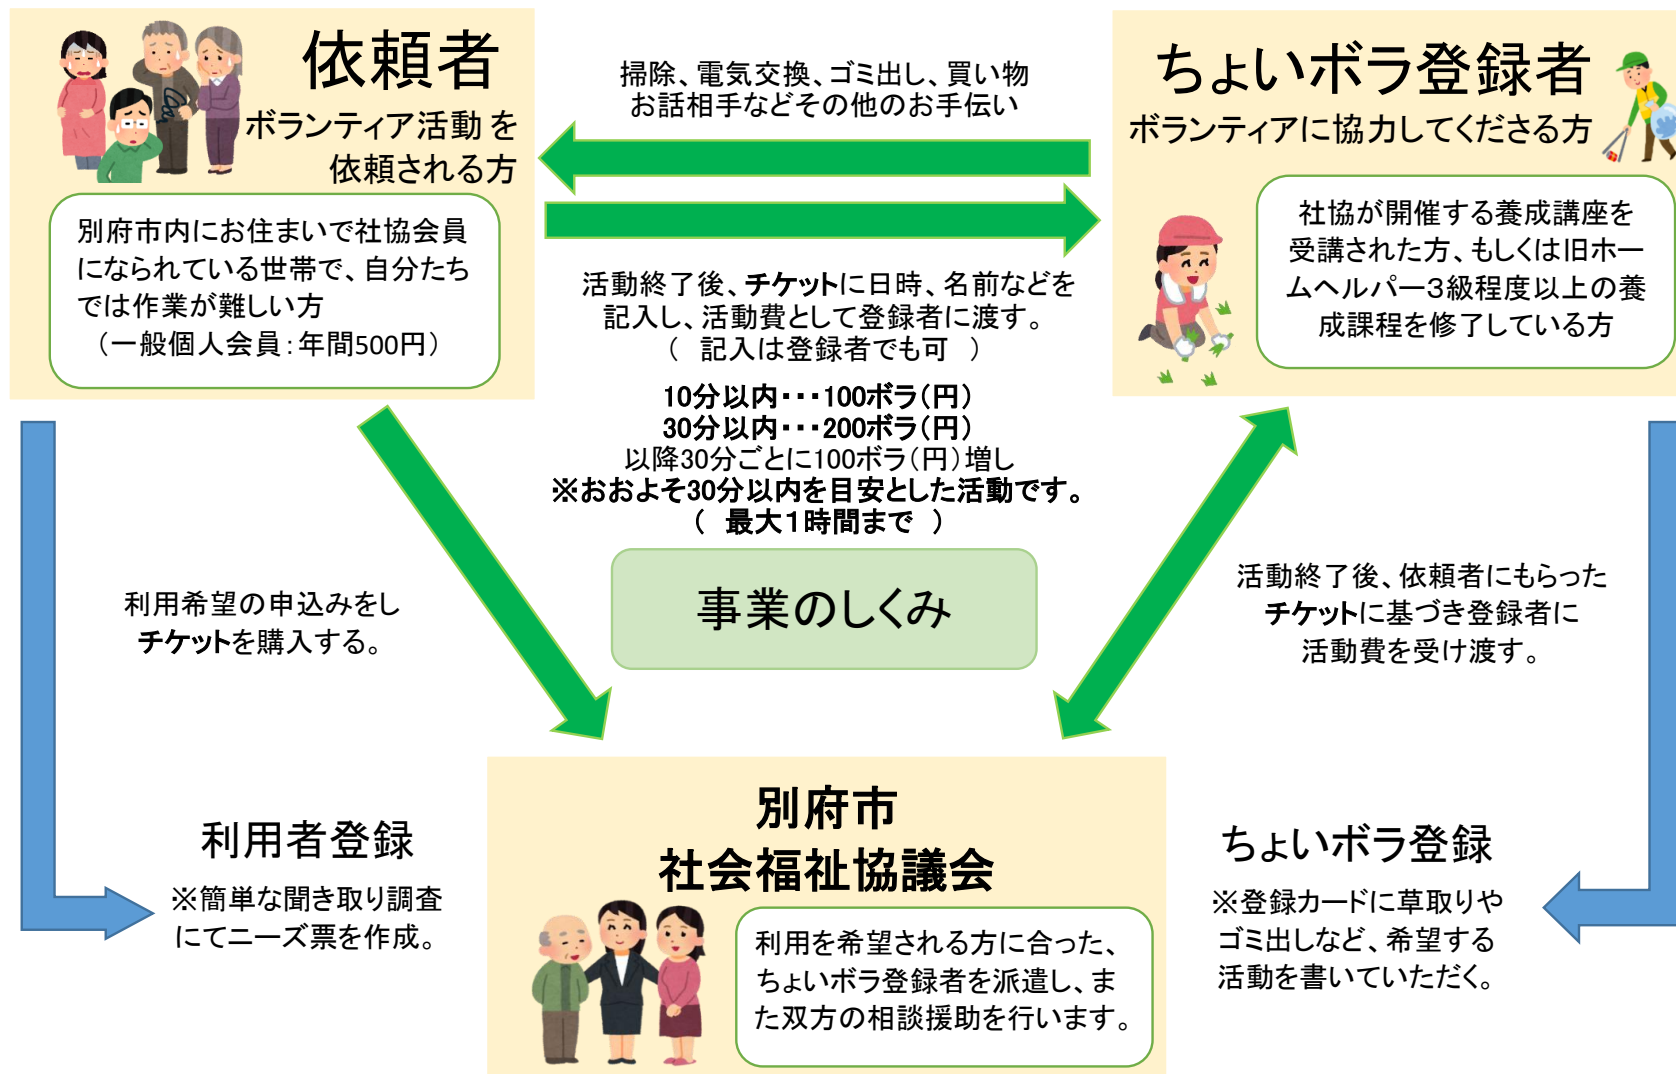 依頼者
ボランティア活動を
依頼される方
別府市内にお住まいで社協会員
になられている世帯で、自分たち
では作業が難しい方
（一般個人会員：年間500円）
掃除、電気交換、ゴミ出し、買い物
お話相手などその他のお手伝い
ちょいボラ登録者
ボランティアに協力してくださる方
社協が開催する養成講座を
受講された方、もしくは旧ホー
ムヘルパー3級程度以上の養
成課程を修了している方
活動終了後、チケットに日時、名前などを
記入し、活動費として登録者に渡す。
（　記入は登録者でも可　）
10分以内・・・100ボラ（円）
30分以内・・・200ボラ（円）
以降30分ごとに100ボラ（円）増し
※おおよそ30分以内を目安とした活動です。
（　最大１時間まで　）
事業のしくみ
利用希望の申込みをし
チケットを購入する。
活動終了後、依頼者にもらった
チケットに基づき登録者に
活動費を受け渡す。
利用者登録
※簡単な聞き取り調査
にてニーズ票を作成。
別府市
社会福祉協議会
利用を希望される方に合った、
ちょいボラ登録者を派遣し、ま
た双方の相談援助を行います。
ちょいボラ登録
※登録カードに草取りや
ゴミ出しなど、希望する
活動を書いていただく。